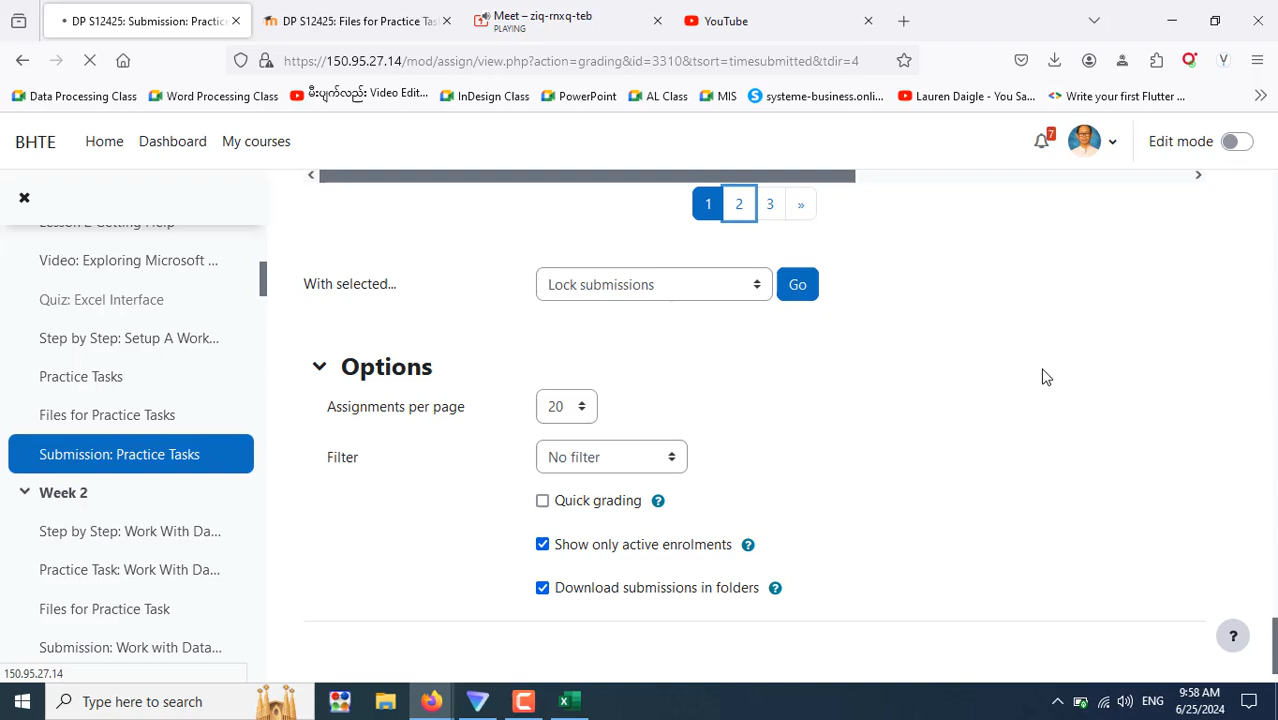 DP S12425: Submission: Practice
DP S12425: Files for Practice Tas
Meet – ziq-rnxq-teb
PLAYING
YouTube
https://150.95.27.14/mod/assign/view.php?action=grading&id=3310&tsort=timesubmitted&tdir=4
Data Processing Class
Word Processing Class
မီးပျက်လည်း Video Edit...
InDesign Class
PowerPoint
AL Class
MIS
systeme-business.onli...
Lauren Daigle - You Sa...
Write your first Flutter ...
BHTE
Home
Dashboard
My courses
7
Edit mode
Lesson 2 Getting Help
Video: Exploring Microsoft ...
Quiz: Excel Interface
Step by Step: Setup A Work...
Practice Tasks
Files for Practice Tasks
Submission: Practice Tasks
Week 2
Step by Step: Work With Da...
Practice Task: Work With Da...
Files for Practice Task
Submission: Work with Data...
150.95.27.14
1 2 3 »
With selected...
Lock submissions
Go
Options
Assignments per page
20
Filter
No filter
Quick grading
Show only active enrolments
Download submissions in folders
?
Type here to search
ENG
9:58 AM
6/25/2024